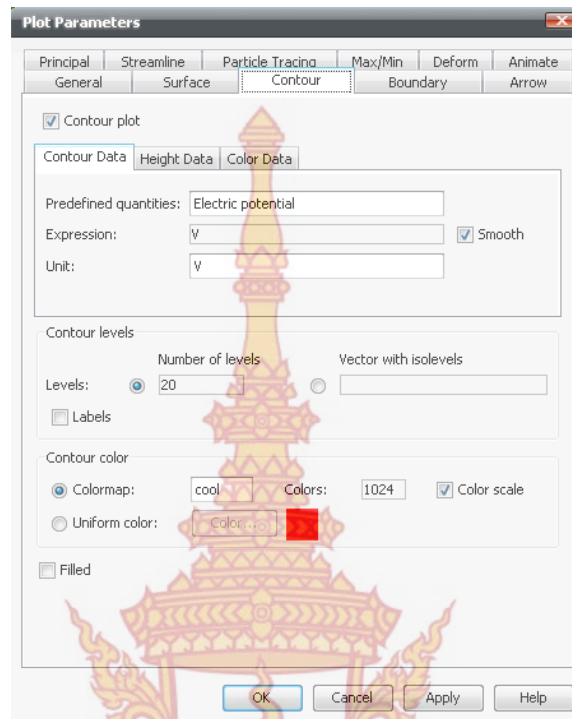 Plot Parameters
Principal Streamline Particle Tracing Max/Min Deform Animate
General Surface Contour Boundary Arrow
Contour plot
Contour Data Height Data Color Data
Predefined quantities: Electric potential
Expression: V Smooth
Unit: V
Contour levels
Number of levels Vector with isolevels
Levels: 20
Labels
Contour color
Colormap: cool Colors: 1024 Color scale
Uniform color: Color...
Filled
OK Cancel Apply Help